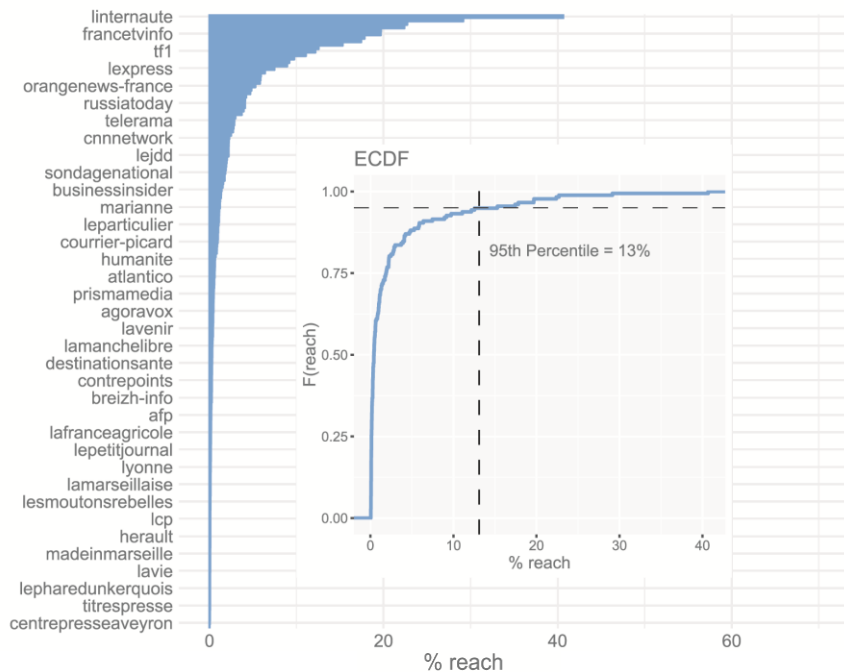 linternaute
francetvinfo
tf1
lexpress
orangenews-france
russiatoday
telerama
cnnnetwork
lejdd
sondagenational
businessinsider
marianne
leparticulier
courrier-picard
humanite
atlantico
prismamedia
agoravox
lavenir
lamanchelibre
destinationsante
contrepoints
breizh-info
afp
lafranceagricole
lepetitjournal
lyonne
lamarseillaise
lesmoutonsrebelles
lcp
herault
madeinmarseille
lavie
lepharedunkerquois
titrespresse
centrepresseaveyron
0 20 40 60
% reach
ECDF
1.00
0.75
0.50
0.25
0.00
F(reach)
95th Percentile = 13%
0 10 20 30 40
% reach